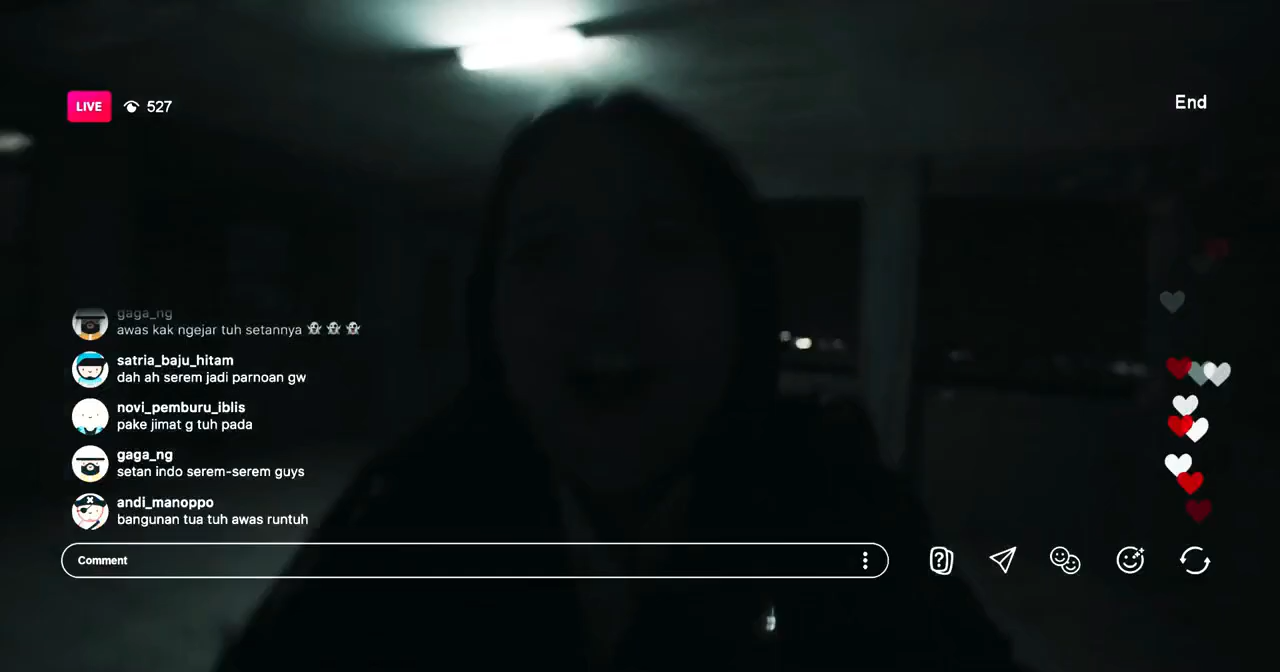 LIVE
527
End
gaga_ng
awas kak ngejar tuh setannya 👻 👻 👻
satria_baju_hitam
dah ah serem jadi parnoan gw
novi_pemburu_iblis
pake jimat g tuh pada
gaga_ng
setan indo serem-serem guys
andi_manoppo
bangunan tua tuh awas runtuh
Comment
?